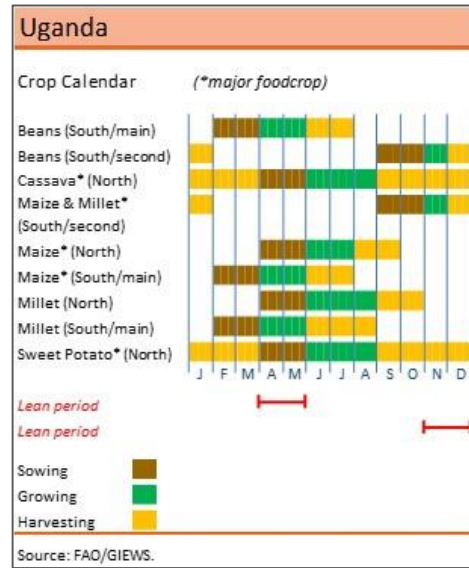 Uganda
Crop Calendar (*major foodcrop)
Beans (South/main)
Beans (South/second)
Cassava* (North)
Maize & Millet*
(South/second)
Maize* (North)
Maize* (South/main)
Millet (North)
Millet (South/main)
Sweet Potato* (North)
J F M A M J J A S O N D
Lean period
Lean period
Sowing
Growing
Harvesting
Source: FAO/GIEWS.